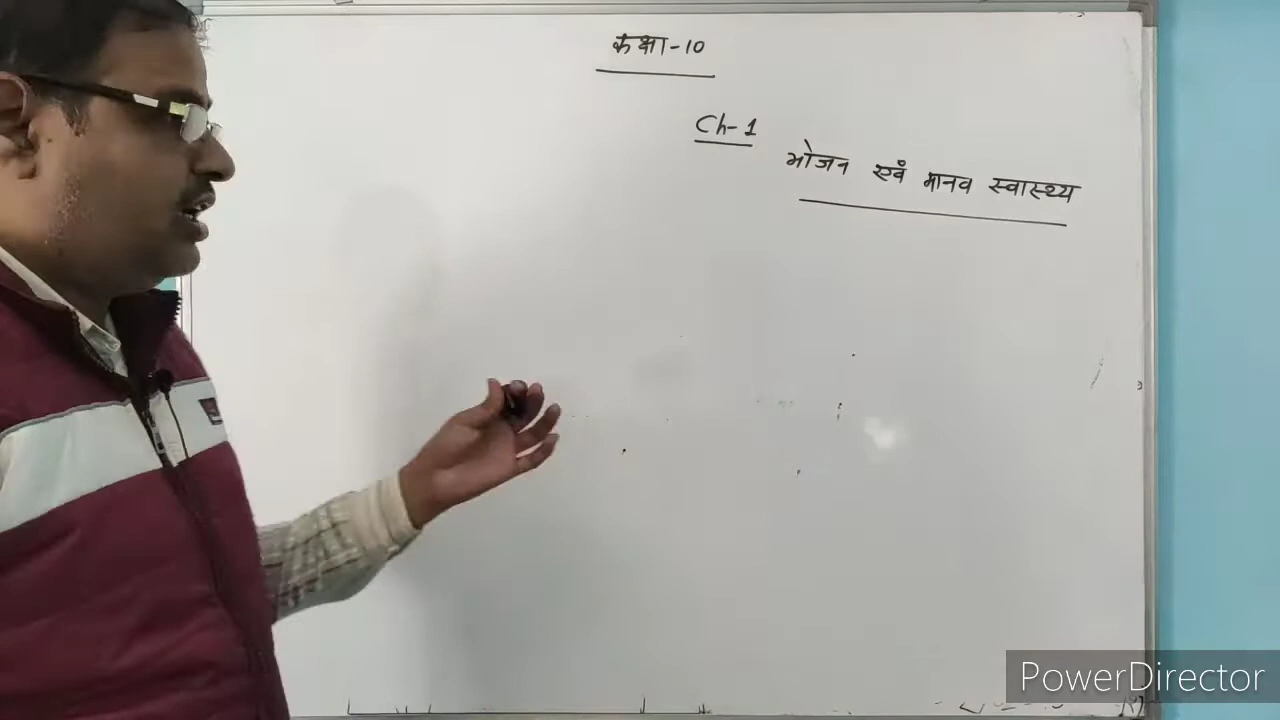 कक्षा-10
Ch-1
भोजन एवं मानव स्वास्थ्य
PowerDirector